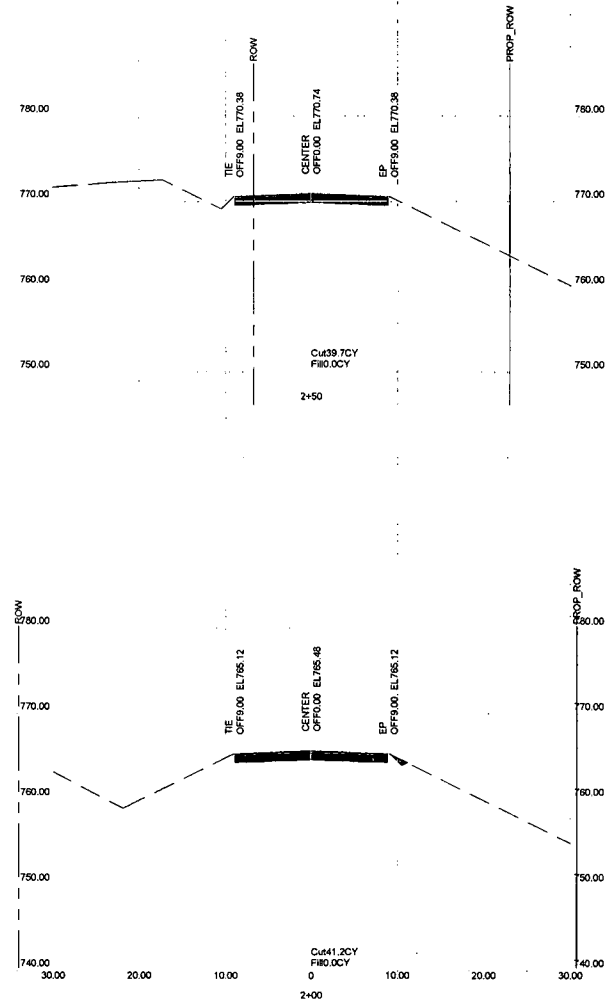 ROW
PROP_ROW
780.00
TIE
OFF9.00 EL770.38
CENTER
OFF0.00 EL770.74
EP
OFF9.00 EL770.38
780.00
770.00
770.00
760.00
760.00
750.00
750.00
Cut39.7CY
Fill0.0CY
2+50
ROW
PROP_ROW
780.00
780.00
TIE
OFF9.00 EL765.12
CENTER
OFF0.00 EL765.48
EP
OFF9.00. EL765.12
770.00
770.00
760.00
760.00
750.00
750.00
Cut41.2CY
Fill0.0CY
740.00
740.00
30.00
20.00
10.00
0
10.00
20.00
30.00
2+00